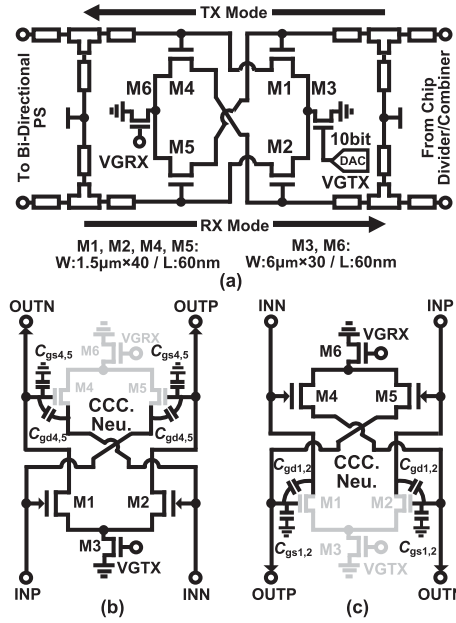 TX Mode
To Bi-Directional
PS
M6
M4
M1
M3
VGRX
M5
M2
10bit
DAC
VGTX
From Chip
Divider/Combiner
RX Mode
M1, M2, M4, M5:
W:1.5μm×40 / L:60nm
M3, M6:
W:6μm×30 / L:60nm
(a)
OUTN
OUTP
VGRX
Cgs4,5
M6
Cgs4,5
M4
M5
CCC.
Neu.
Cgd4,5
Cgd4,5
M1
M2
M3
VGTX
INP
INN
(b)
INN
INP
VGRX
M6
M4
M5
CCC.
Neu.
Cgd1,2
Cgd1,2
M1
M2
Cgs1,2
Cgs1,2
M3
VGTX
OUTP
OUTN
(c)